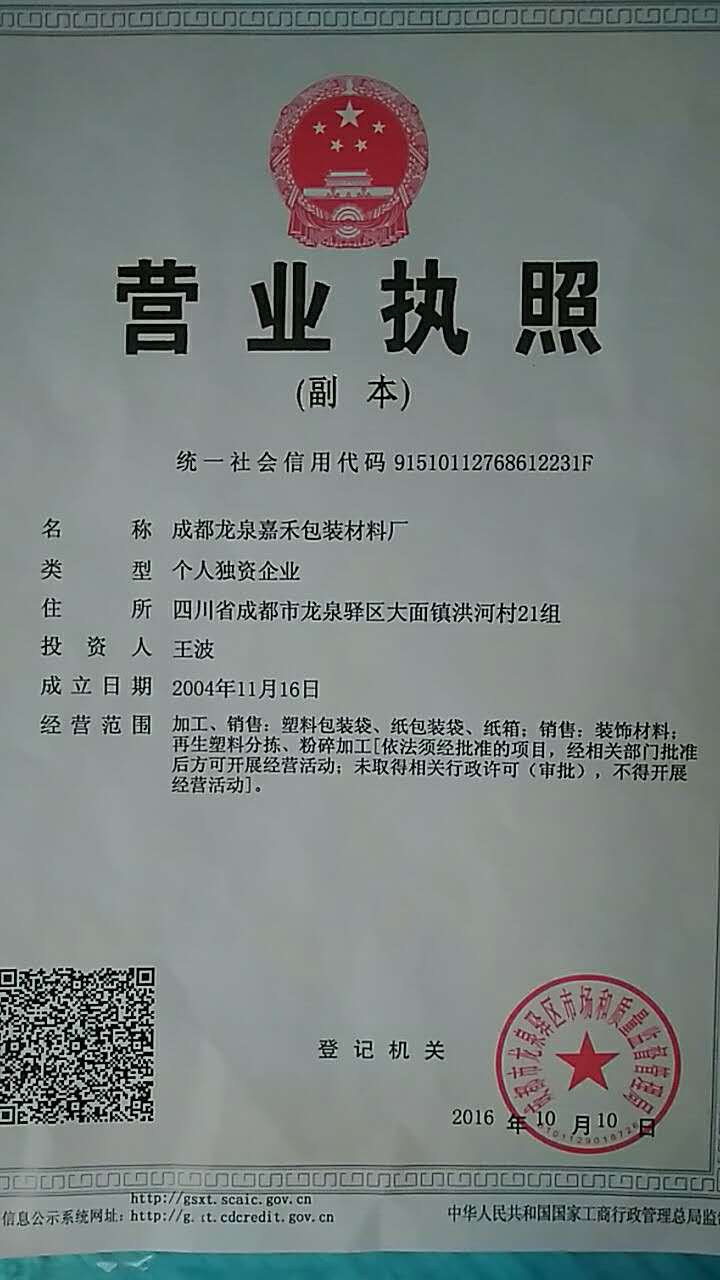 营业执照
(副 本)
统一社会信用代码 91510112768612231F
名 称 成都龙泉嘉禾包装材料厂
类 型 个人独资企业
住 所 四川省成都市龙泉驿区大面镇洪河村21组
投 资 人 王波
成立日期 2004年11月16日
经营范围 加工、销售：塑料包装袋、纸包装袋、纸箱；销售：装饰材料；
再生塑料分拣、粉碎加工[依法须经批准的项目，经相关部门批准
后方可开展经营活动；未取得相关行政许可（审批），不得开展
经营活动]。
登记机关
成都市龙泉驿区市场和质量监督管理局
2016 年 10 月 10 日
http://gsxt.scaic.gov.cn
信息公示系统网址：http://g. t.cdcredit.gov.cn
中华人民共和国国家工商行政管理总局监